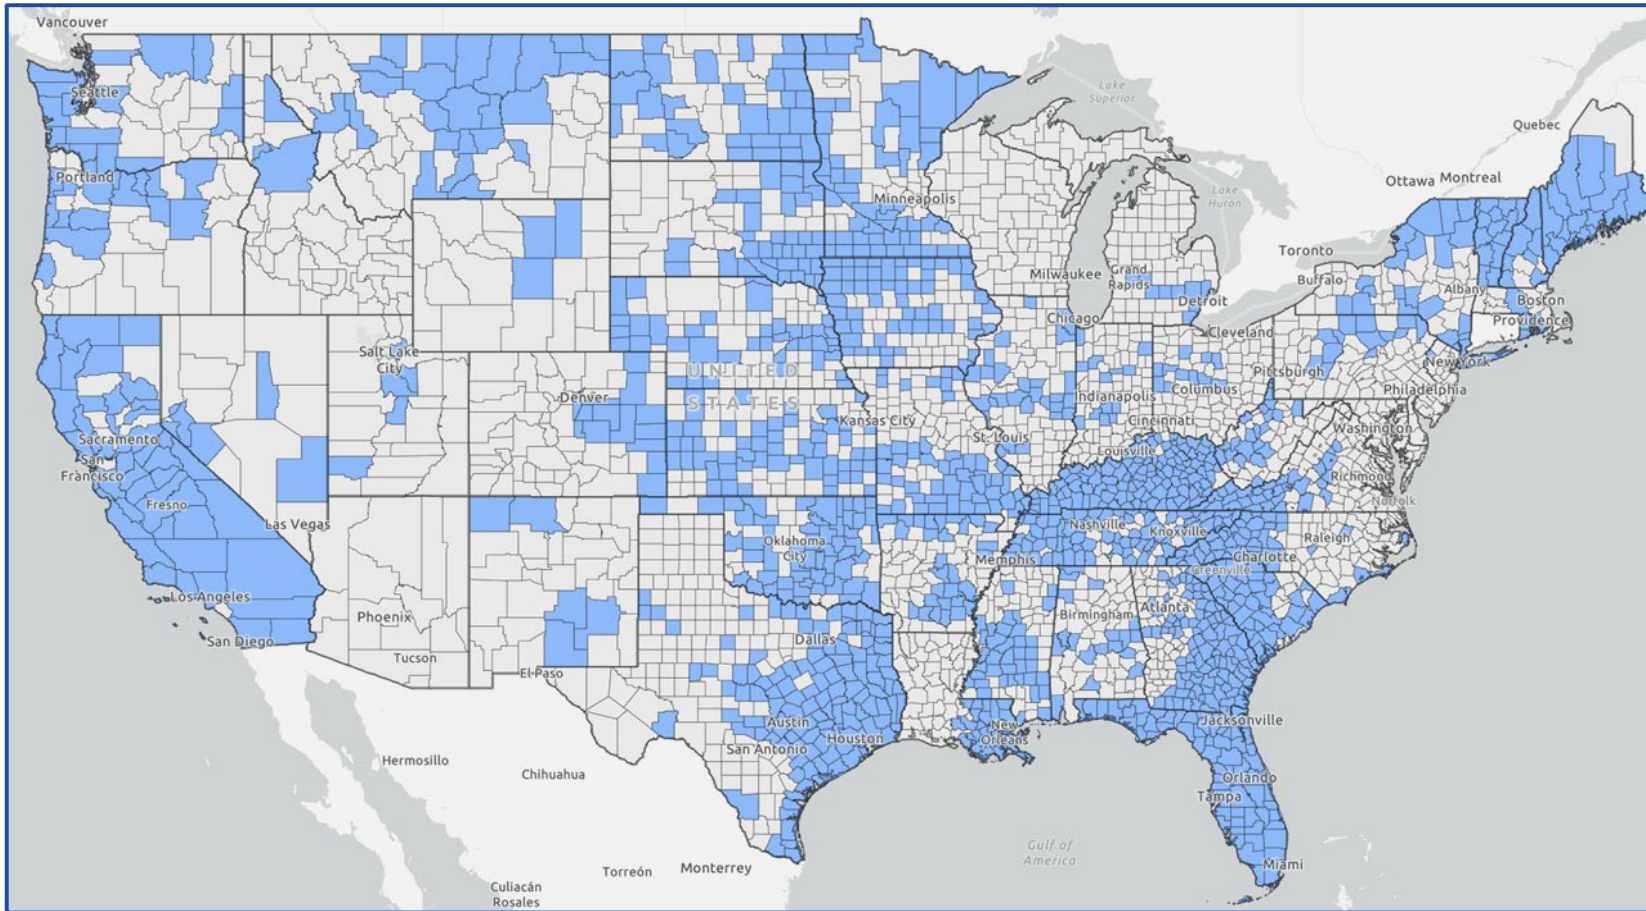 Vancouver
Seattle
Portland
Lake
Superior
Quebec
Ottawa
Montreal
Minneapolis
Lake
Huron
Toronto
Milwaukee
Grand
Rapids
Buffalo
Albany
Boston
Detroit
Chicago
Cleveland
Providence
Salt Lake
City
UNITED
STATES
New York
Pittsburgh
Denver
Columbus
Philadelphia
Indianapolis
Sacramento
Kansas City
St. Louis
Cincinnati
Washington
San
Francisco
Louisville
Richmond
Fresno
Norfolk
Las Vegas
Nashville
Knoxville
Raleigh
Oklahoma
City
Memphis
Charlotte
Greenville
Los Angeles
Phoenix
Birmingham
Atlanta
San Diego
Dallas
Tucson
El Paso
Austin
New
Orleans
Jacksonville
Houston
San Antonio
Hermosillo
Chihuahua
Orlando
Tampa
Gulf of
America
Miami
Torreón
Monterrey
Culiacán
Rosales